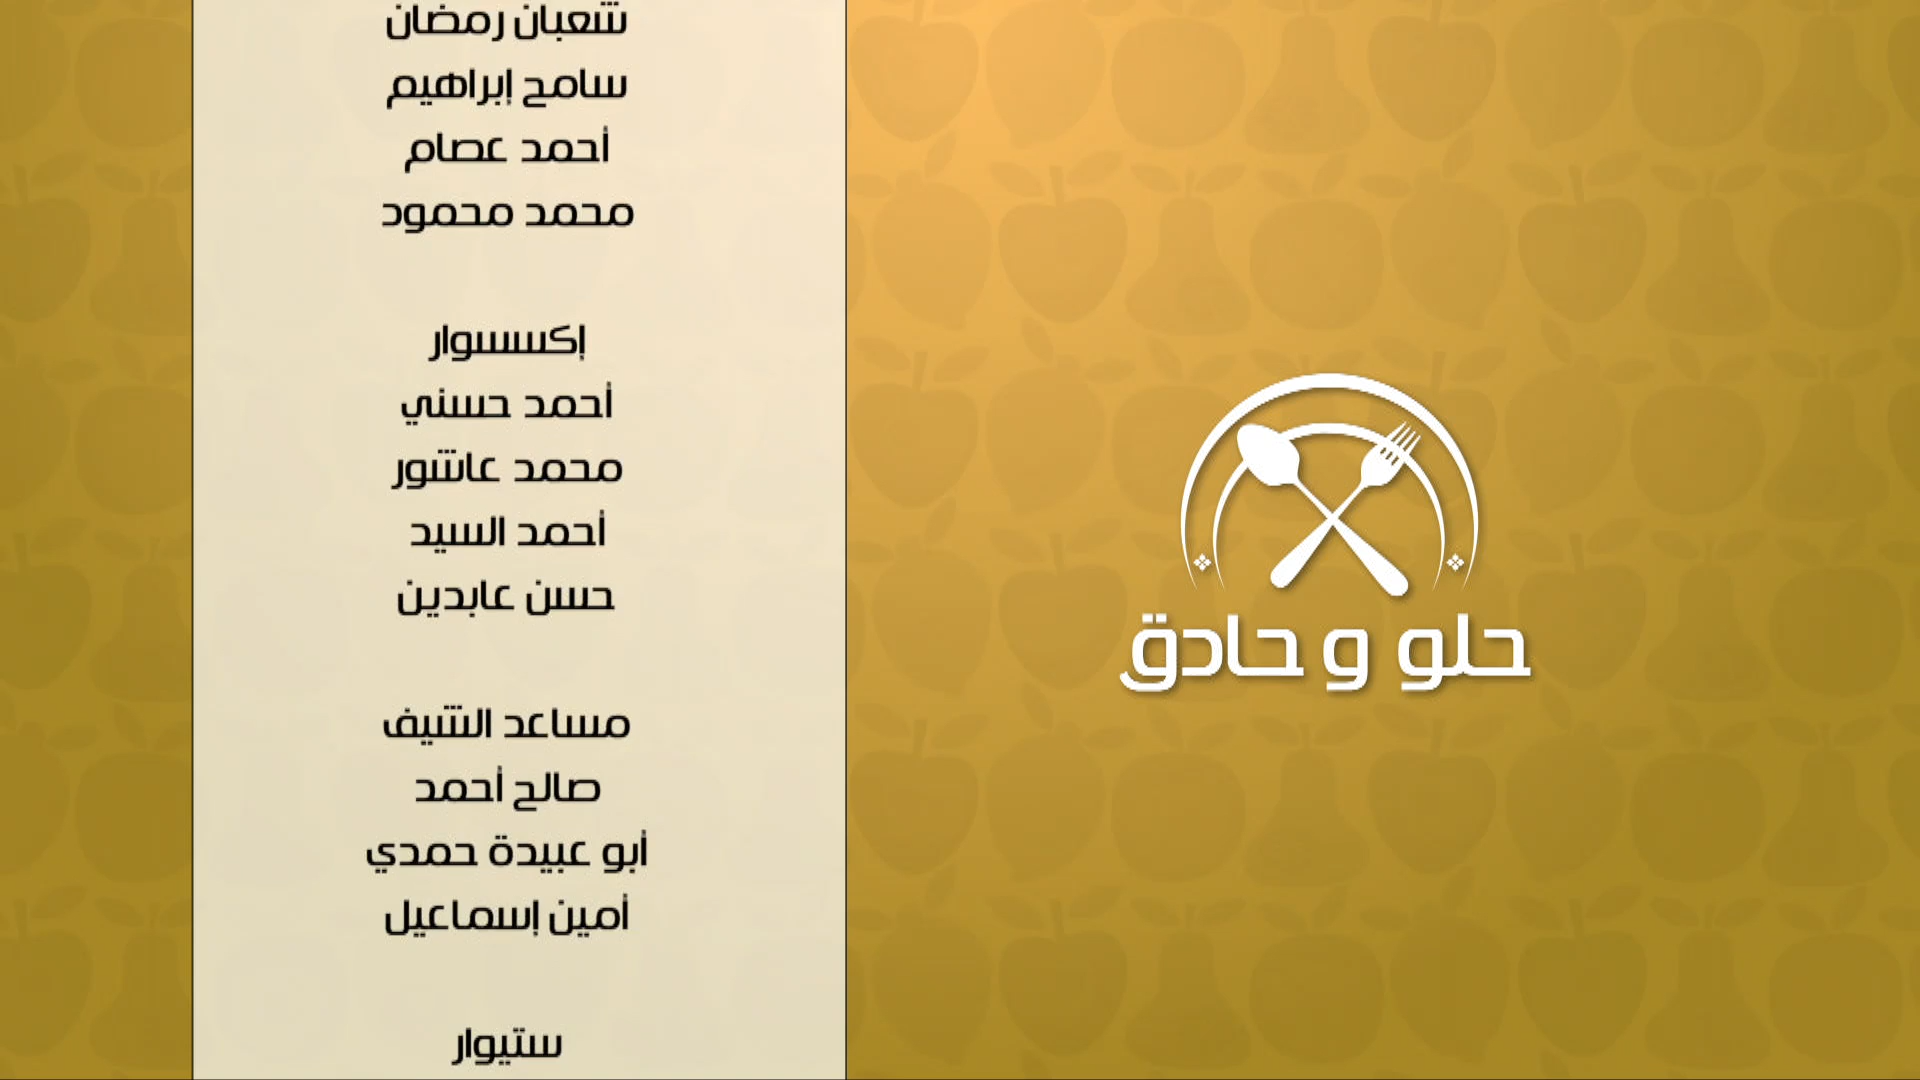 شعبان رمضان
سامح إبراهيم
أحمد عصام
محمد محمود
إكسسوار
أحمد حسني
محمد عاشور
أحمد السيد
حسن عابدين
مساعد الشيف
صالح أحمد
أبو عبيدة حمدي
أمين إسماعيل
ستيوار
حلو و حادق